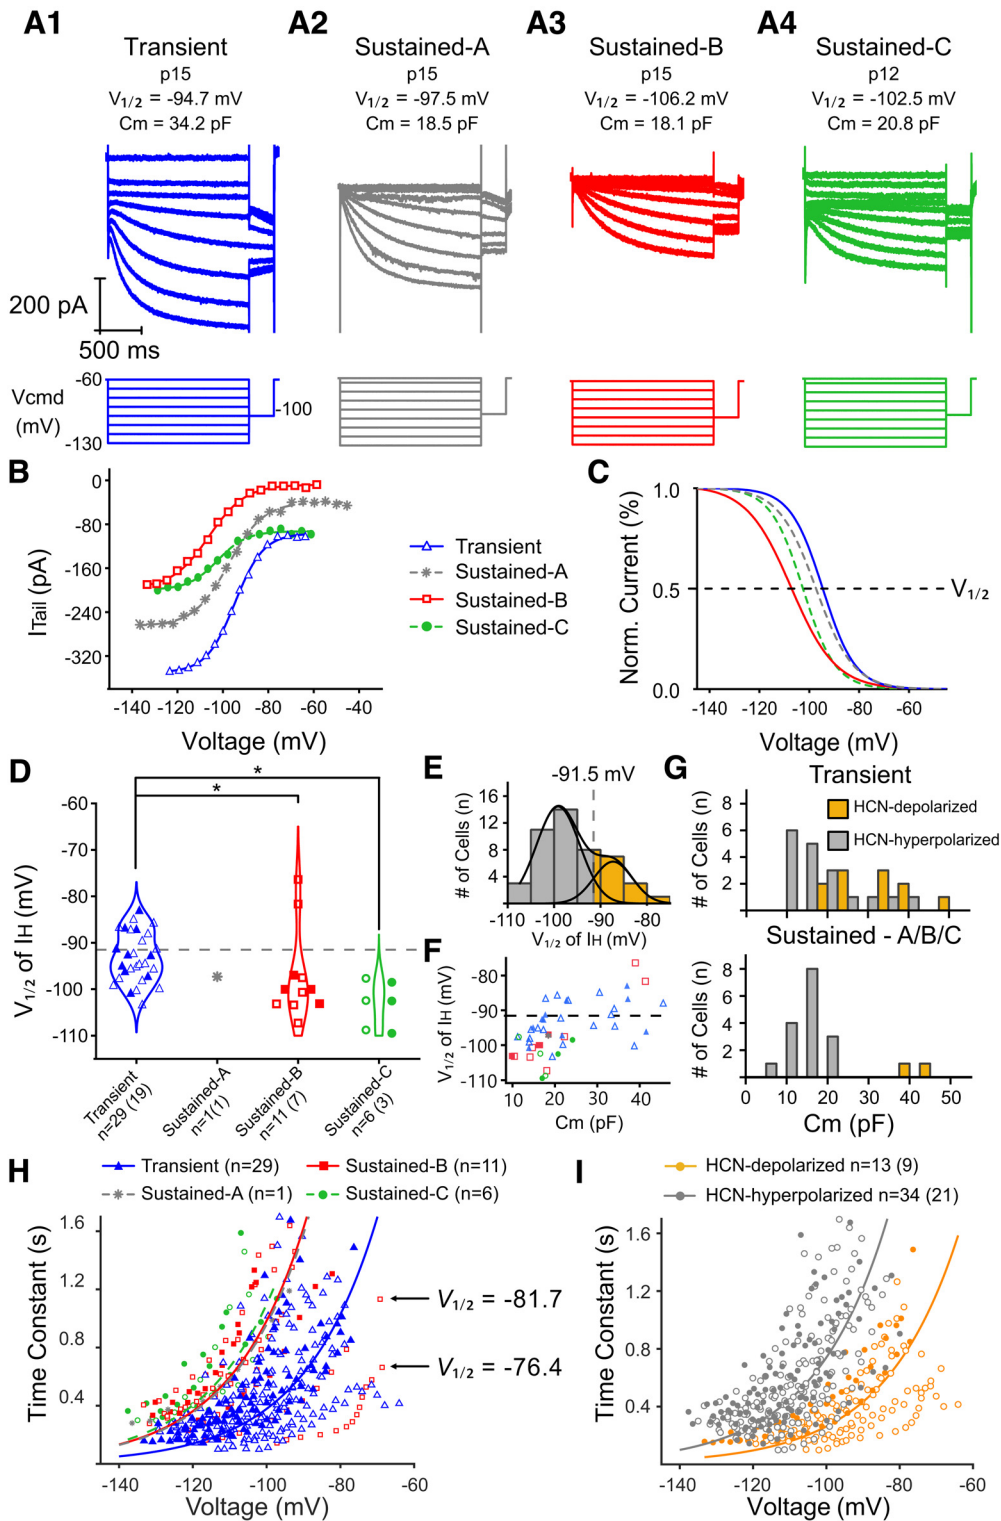 A1
Transient
p15
V1/2 = -94.7 mV
Cm = 34.2 pF
A2
Sustained-A
p15
V1/2 = -97.5 mV
Cm = 18.5 pF
A3
Sustained-B
p15
V1/2 = -106.2 mV
Cm = 18.1 pF
A4
Sustained-C
p12
V1/2 = -102.5 mV
Cm = 20.8 pF
200 pA
500 ms
Vcmd
(mV)
-60
-130
-100
B
0
-80
-160
-240
-320
ITail (pA)
-140 -120 -100 -80 -60 -40
Voltage (mV)
Transient
Sustained-A
Sustained-B
Sustained-C
C
1.0
0.5
0.0
Norm. Current (%)
V1/2
-140 -120 -100 -80 -60
Voltage (mV)
D
-60
-70
-80
-90
-100
-110
V1/2 of IH (mV)
*
*
Transient
n=29 (19)
Sustained-A
n=1(1)
Sustained-B
n=11 (7)
Sustained-C
n=6 (3)
E
-91.5 mV
16
12
8
4
# of Cells (n)
-110 -100 -90 -80
V1/2 of IH (mV)
F
-80
-90
-100
-110
V1/2 of IH (mV)
10 20 30 40
Cm (pF)
G
Transient
HCN-depolarized
HCN-hyperpolarized
8
6
4
2
# of Cells (n)
0 10 20 30 40 50
Sustained - A/B/C
8
6
4
2
# of Cells (n)
0 10 20 30 40 50
Cm (pF)
H
Transient (n=29)
Sustained-B (n=11)
Sustained-A (n=1)
Sustained-C (n=6)
1.6
1.2
0.8
0.4
Time Constant (s)
V1/2 = -81.7
V1/2 = -76.4
-140 -120 -100 -80 -60
Voltage (mV)
I
HCN-depolarized n=13 (9)
HCN-hyperpolarized n=34 (21)
1.6
1.2
0.8
0.4
Time Constant (s)
-140 -120 -100 -80 -60
Voltage (mV)